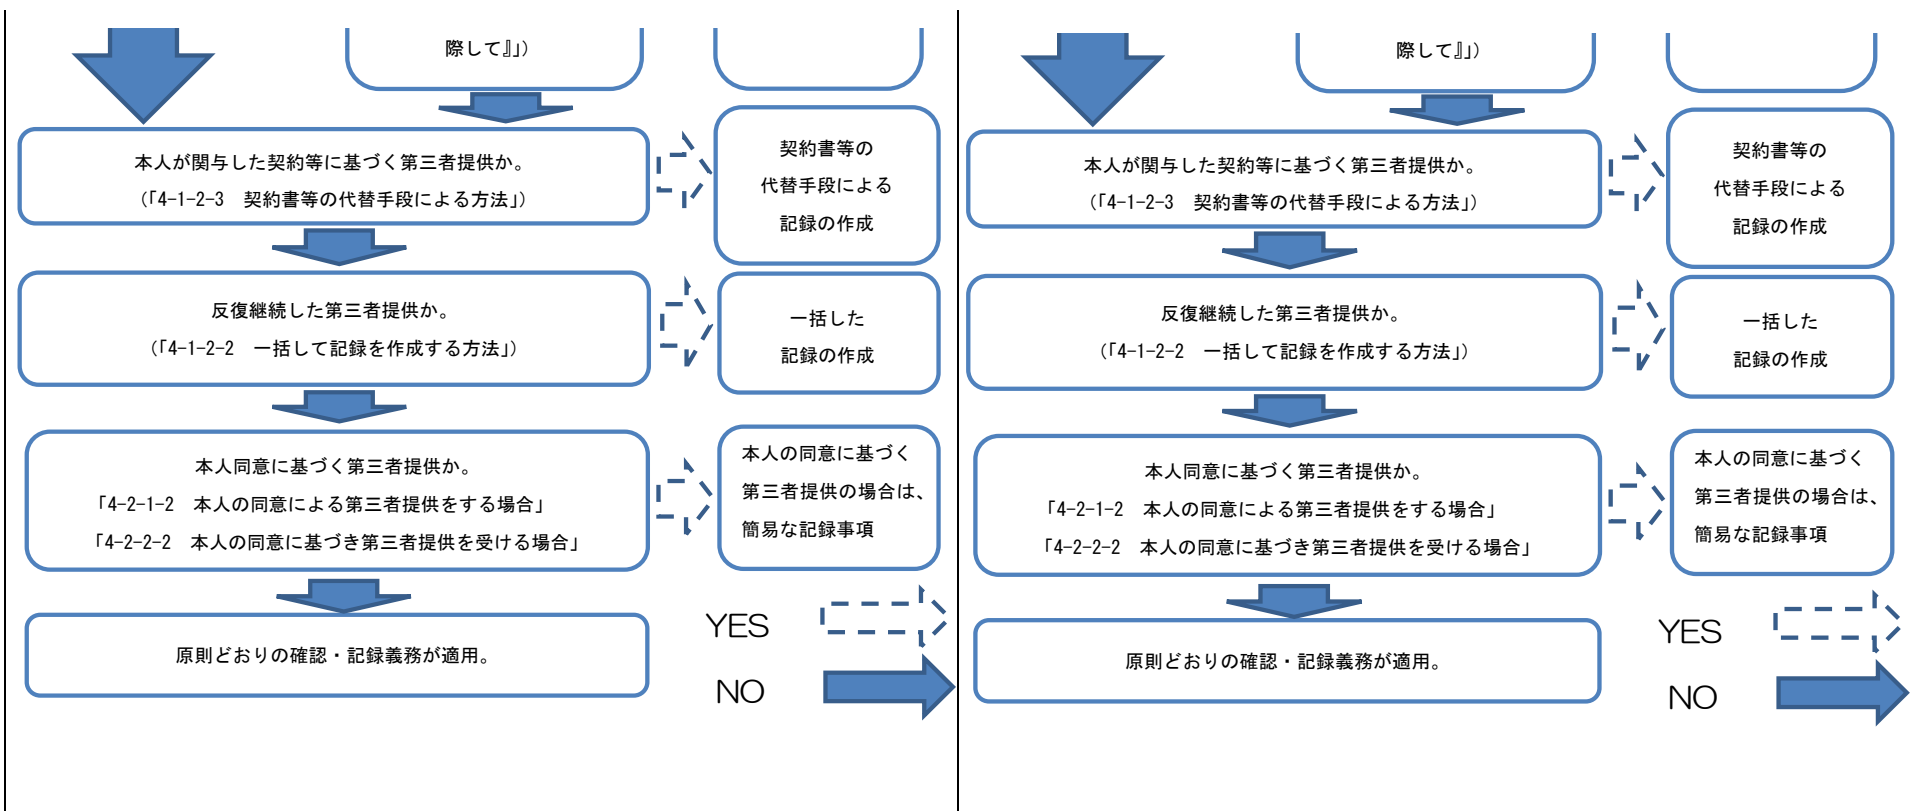 際して』」）
本人が関与した契約等に基づく第三者提供か。
（「4-1-2-3　契約書等の代替手段による方法」）
契約書等の
代替手段による
記録の作成
反復継続した第三者提供か。
（「4-1-2-2　一括して記録を作成する方法」）
一括した
記録の作成
本人同意に基づく第三者提供か。
「4-2-1-2　本人の同意による第三者提供をする場合」
「4-2-2-2　本人の同意に基づき第三者提供を受ける場合」
本人の同意に基づく
第三者提供の場合は、
簡易な記録事項
原則どおりの確認・記録義務が適用。
YES
NO
際して』」）
本人が関与した契約等に基づく第三者提供か。
（「4-1-2-3　契約書等の代替手段による方法」）
契約書等の
代替手段による
記録の作成
反復継続した第三者提供か。
（「4-1-2-2　一括して記録を作成する方法」）
一括した
記録の作成
本人同意に基づく第三者提供か。
「4-2-1-2　本人の同意による第三者提供をする場合」
「4-2-2-2　本人の同意に基づき第三者提供を受ける場合」
本人の同意に基づく
第三者提供の場合は、
簡易な記録事項
原則どおりの確認・記録義務が適用。
YES
NO